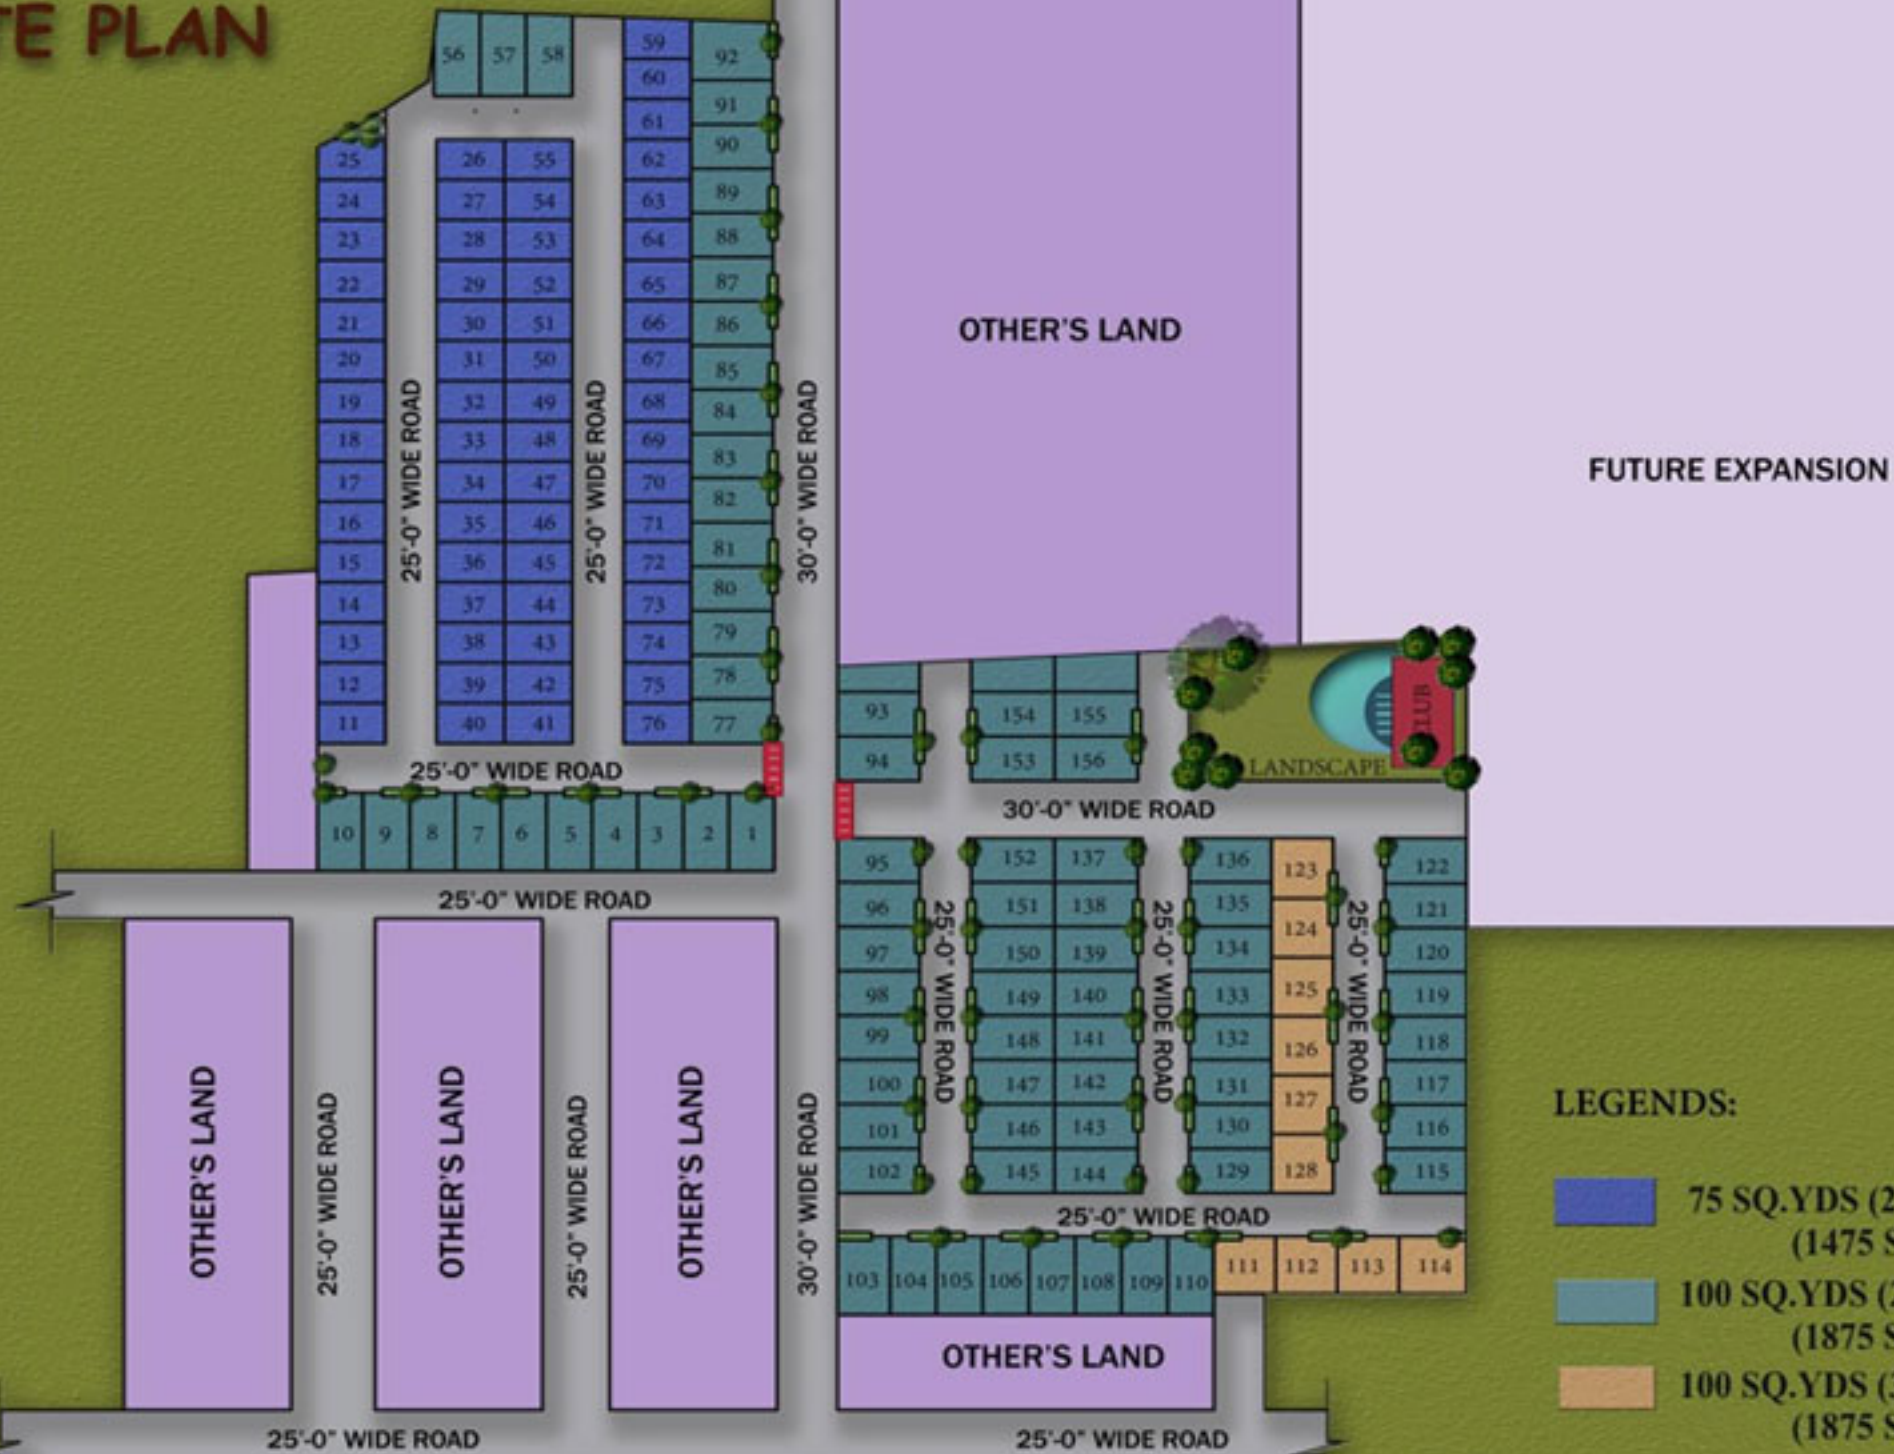 TE PLAN
56 57 58 59 92
60
91
61
90
25 26 55 62
89
24 27 54 63
23 28 53 64 88
22 29 52 65 87
21 30 51 66 86
20 31 50 67 85
19 32 49 68 84
18 33 48 69 83
17 34 47 70 82
16 35 46 71
81
15 36 45 72
80
14 37 44 73
79
13 38 43 74
78
12 39 42 75
11 40 41 76 77
25'-0" WIDE ROAD
25'-0" WIDE ROAD
30'-0" WIDE ROAD
OTHER'S LAND
FUTURE EXPANSION
25'-0" WIDE ROAD
10 9 8 7 6 5 4 3 2 1
25'-0" WIDE ROAD
93 154 155
94 153 156
CLUB
LANDSCAPE
30'-0" WIDE ROAD
95 152 137 136 123 122
96 151 138 135 124 121
97 150 139 134 120
98 149 140 133 125 119
99 148 141 132 126 118
100 147 142 131 127 117
101 146 143 130 116
102 145 144 129 128 115
25'-0" WIDE ROAD
25'-0" WIDE ROAD
25'-0" WIDE ROAD
25'-0" WIDE ROAD
103 104 105 106 107 108 109 110 111 112 113 114
OTHER'S LAND
OTHER'S LAND
25'-0" WIDE ROAD
OTHER'S LAND
25'-0" WIDE ROAD
OTHER'S LAND
30'-0" WIDE ROAD
25'-0" WIDE ROAD
25'-0" WIDE ROAD
LEGENDS:
75 SQ.YDS (2
(1475 S
100 SQ.YDS (2
(1875 S
100 SQ.YDS (3
(1875 S